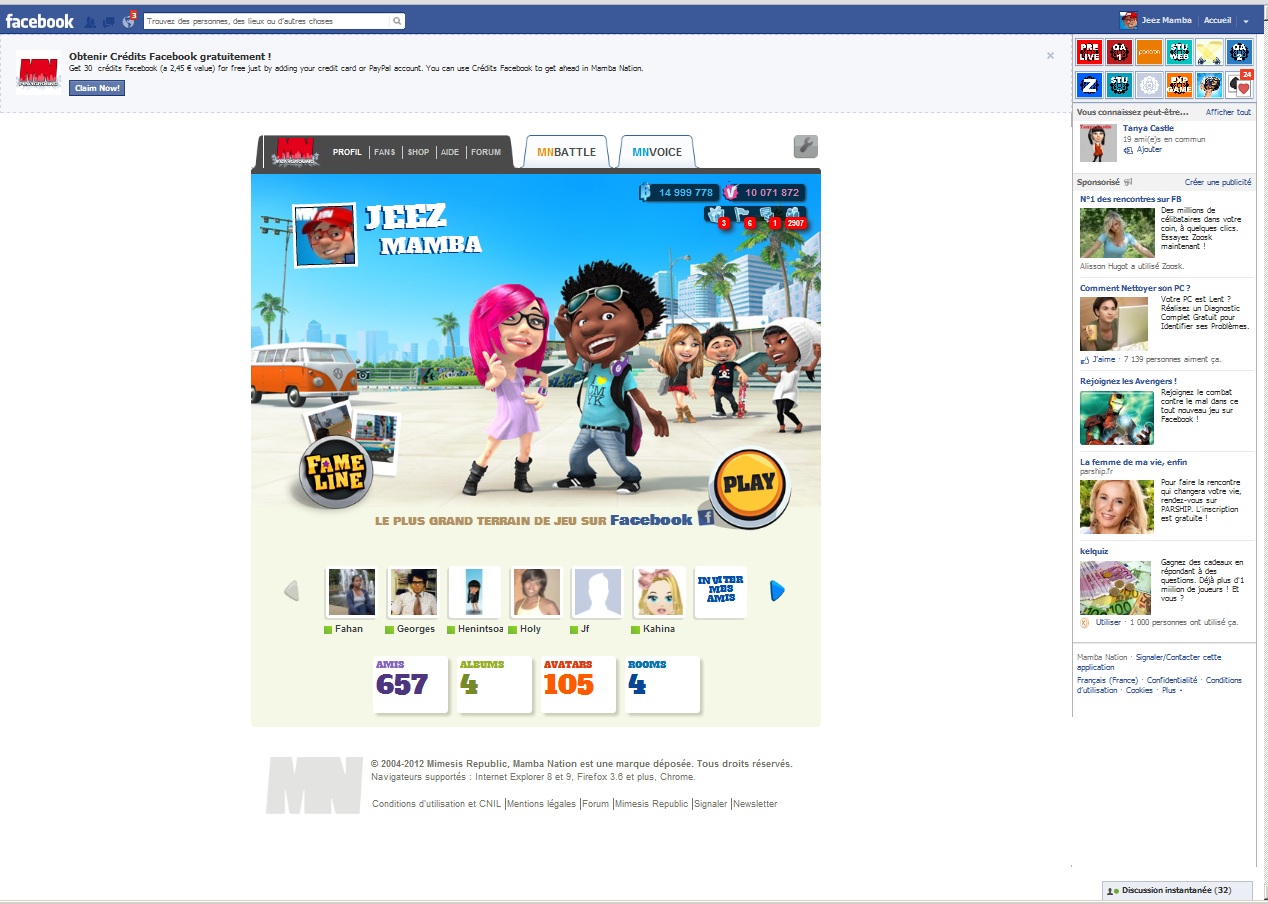 facebook
3
Trouvez des personnes, des lieux ou d'autres choses
Jeez Mamba
Accueil
Obtenir Crédits Facebook gratuitement !
Get 30 crédits Facebook (a 2,45 € value) for free just by adding your credit card or PayPal account. You can use Crédits Facebook to get ahead in Mamba Nation.
Claim Now!
MN
PROFIL
FANS
SHOP
AIDE
FORUM
MNBATTLE
MNVOICE
14 999 778
10 071 872
3
6
1
2907
JEEZ
MAMBA
FAME
LINE
PLAY
LE PLUS GRAND TERRAIN DE JEU SUR Facebook
INVITER
MES
AMIS
Fahan
Georges
Henintsoa
Holy
Jf
Kahina
AMIS
657
ALBUMS
4
AVATARS
105
ROOMS
4
MN
© 2004-2012 Mimesis Republic, Mamba Nation est une marque déposée. Tous droits réservés.
Navigateurs supportés : Internet Explorer 8 et 9, Firefox 3.6 et plus, Chrome.
Conditions d'utilisation et CNIL |Mentions légales |Forum |Mimesis Republic |Signaler |Newsletter
PRE
LIVE
QA
1
STU
WEB
QA
2
Z
STU
EXP
GAME
24
Vous connaissez peut-être...
Afficher tout
Tanya Castle
19 ami(e)s en commun
Ajouter
Sponsorisé
Créer une publicité
N°1 des rencontres sur FB
Des millions de
célibataires dans votre
coin, à quelques clics.
Essayez Zoosk
maintenant !
Alisson Hugot a utilisé Zoosk.
Comment Nettoyer son PC ?
Votre PC est Lent ?
Réalisez un Diagnostic
Complet Gratuit pour
Identifier ses Problèmes.
J'aime · 7 139 personnes aiment ça.
Rejoignez les Avengers !
Rejoignez le combat
contre le mal dans ce
tout nouveau jeu sur
Facebook !
La femme de ma vie, enfin
parship.fr
Pour faire la rencontre
qui changera votre vie,
rendez-vous sur
PARSHIP. L'inscription
est gratuite !
kelquiz
Gagnez des cadeaux en
répondant à des
questions. Déjà plus d'1
million de joueurs ! Et
vous ?
Utiliser · 1 000 personnes ont utilisé ça.
Mamba Nation · Signaler/Contacter cette
application
Français (France) · Confidentialité · Conditions
d'utilisation · Cookies · Plus
Discussion instantanée (32)